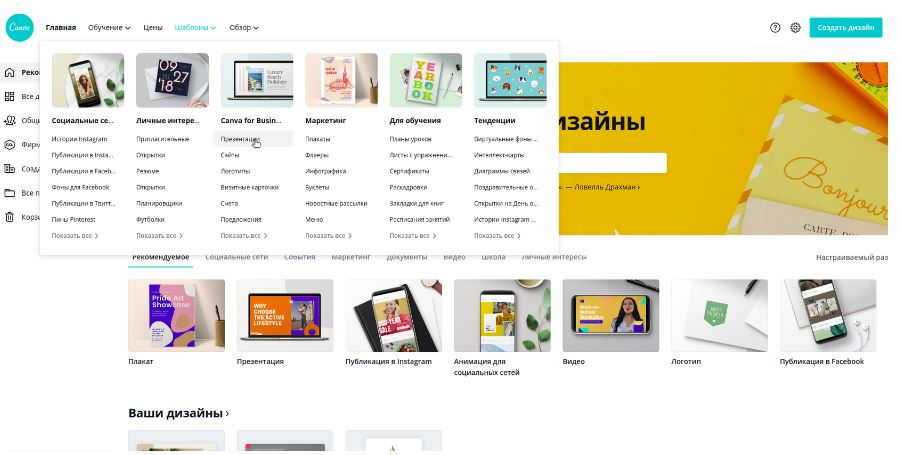 Canva
Главная
Обучение
Цены
Шаблоны
Обзор
Создать дизайн
Социальные се...
Истории Instagram
Публикации в Insta...
Публикации в Faceb...
Фоны для Facebook
Публикации в Твитт...
Пины Pinterest
Показать все
Личные интере...
Пригласительные
Открытки
Резюме
Открытки
Планировщики
Футболки
Показать все
Canva for Busin...
Презентации
Сайты
Логотипы
Визитные карточки
Счета
Предложения
Показать все
Маркетинг
Плакаты
Флаеры
Инфографика
Буклеты
Новостные рассылки
Меню
Показать все
Для обучения
Планы уроков
Листы с упражнени...
Сертификаты
Раскадровки
Закладки для книг
Расписания занятий
Показать все
Тенденции
Виртуальные фоны ...
Интеллект-карты
Диаграммы связей
Поздравительные о...
Открытки на День о...
Истории Instagram ...
Показать все
09
27
'18
Luxury
Beach
Holidays
YEARBOOK
Реко
Все д
Общ
Фирм
Созд
Все п
Корзи
изайны
». — Ловелль Драхман
Bonjour
CARTE
Рекомендуемое
Социальные сети
События
Маркетинг
Документы
Видео
Школа
Личные интересы
Настраиваемый раз
Pride Art
Showcase
WHY
CHOOSE
THE ACTIVE
LIFESTYLE
MID-YEAR
SALE
Плакат
Презентация
Публикация в Instagram
Анимация для
социальных сетей
Видео
Логотип
Публикация в Facebook
Ваши дизайны